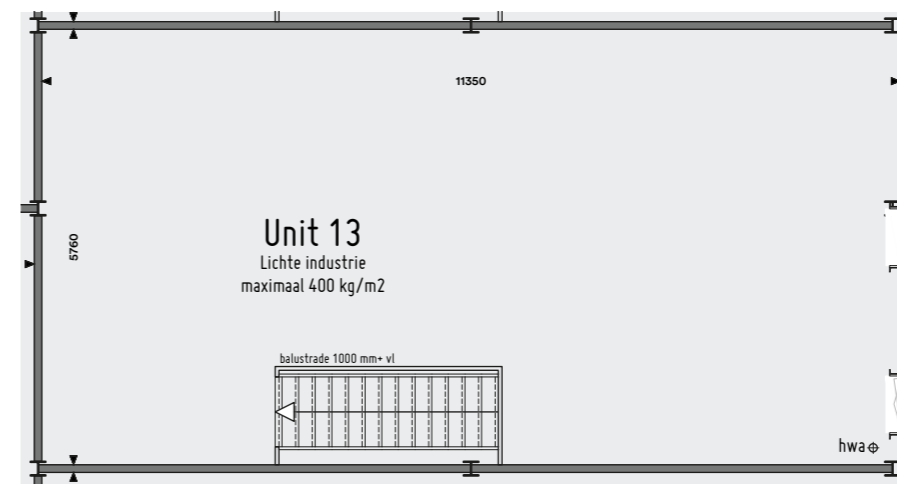 11350
5760
Unit 13
Lichte industrie
maximaal 400 kg/m2
balustrade 1000 mm+ vl
hwa